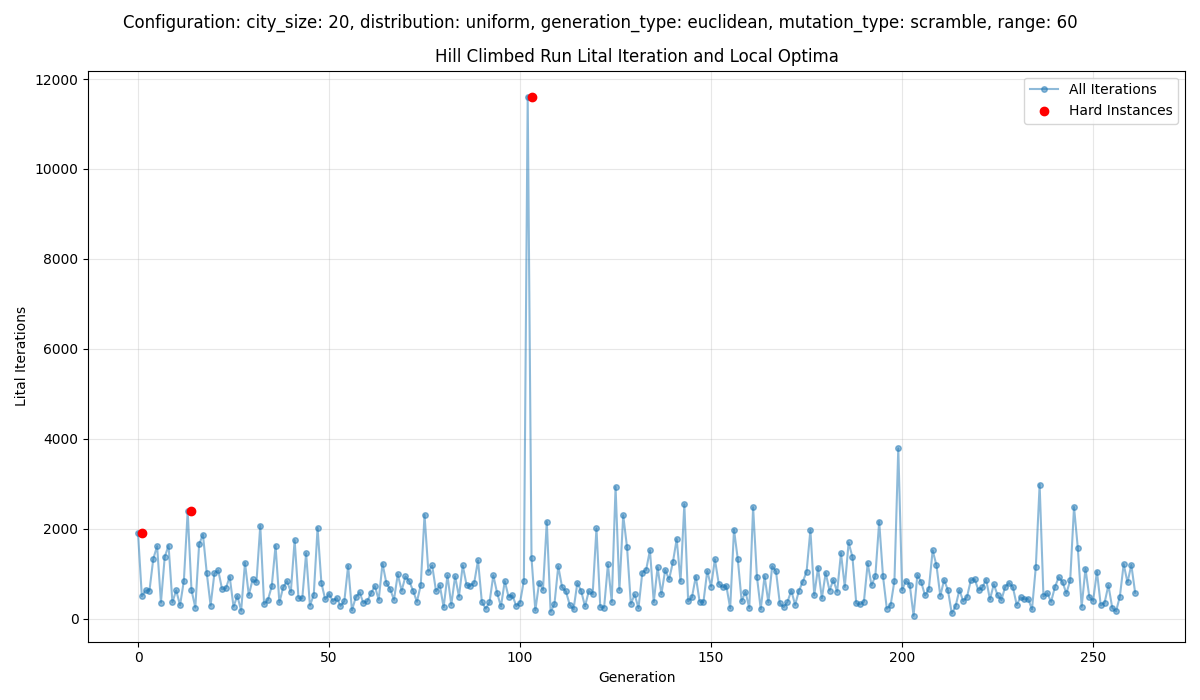 Configuration: city_size: 20, distribution: uniform, generation_type: euclidean, mutation_type: scramble, range: 60
Hill Climbed Run Lital Iteration and Local Optima
12000
10000
8000
6000
4000
2000
0
Lital Iterations
All Iterations
Hard Instances
0 50 100 150 200 250
Generation